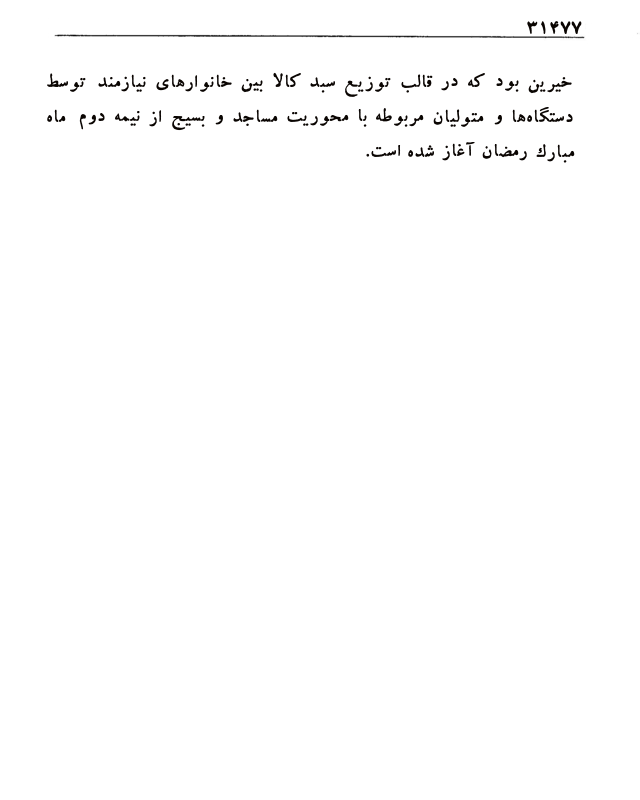 ۳۱۴۷۷
خیرین بود که در قالب توزیع سبد کالا بین خانوارهای نیازمند توسط
دستگاه‌ها و متولیان مربوطه با محوریت مساجد و بسیج از نیمه دوم ماه
مبارك رمضان آغاز شده است.